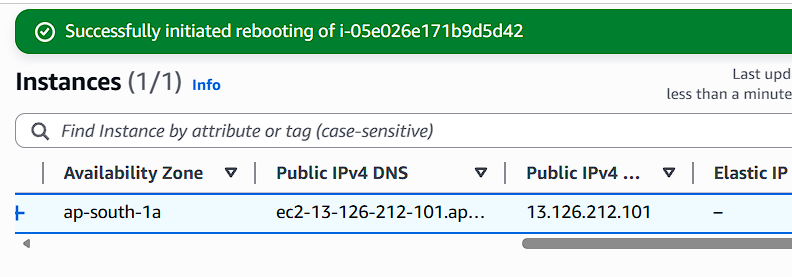 Successfully initiated rebooting of i-05e026e171b9d5d42
Instances (1/1) Info
Last upd
less than a minute
Find Instance by attribute or tag (case-sensitive)
Availability Zone Public IPv4 DNS Public IPv4 ... Elastic IP
ap-south-1a ec2-13-126-212-101.ap... 13.126.212.101 –